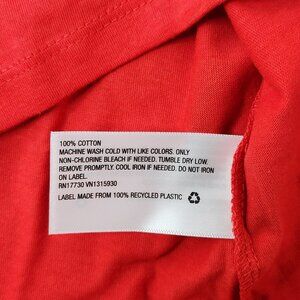 100% COTTON
MACHINE WASH COLD WITH LIKE COLORS. ONLY
NON-CHLORINE BLEACH IF NEEDED. TUMBLE DRY LOW.
REMOVE PROMPTLY. COOL IRON IF NEEDED. DO NOT IRON
ON LABEL.
RN17730 VN1315930
LABEL MADE FROM 100% RECYCLED PLASTIC